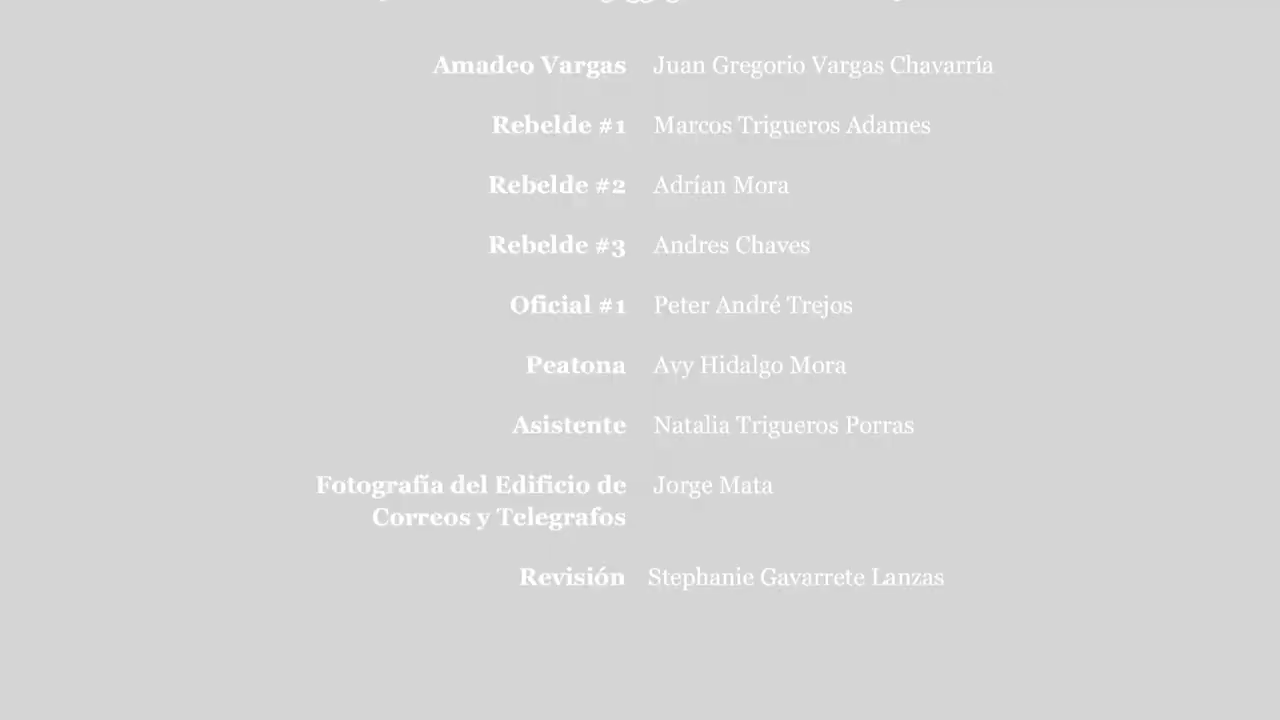 Amadeo Vargas Juan Gregorio Vargas Chavarría
Rebelde #1 Marcos Trigueros Adames
Rebelde #2 Adrían Mora
Rebelde #3 Andres Chaves
Oficial #1 Peter André Trejos
Peatona Avy Hidalgo Mora
Asistente Natalia Trigueros Porras
Fotografía del Edificio de Jorge Mata
Correos y Telegrafos
Revisión Stephanie Gavarrete Lanzas